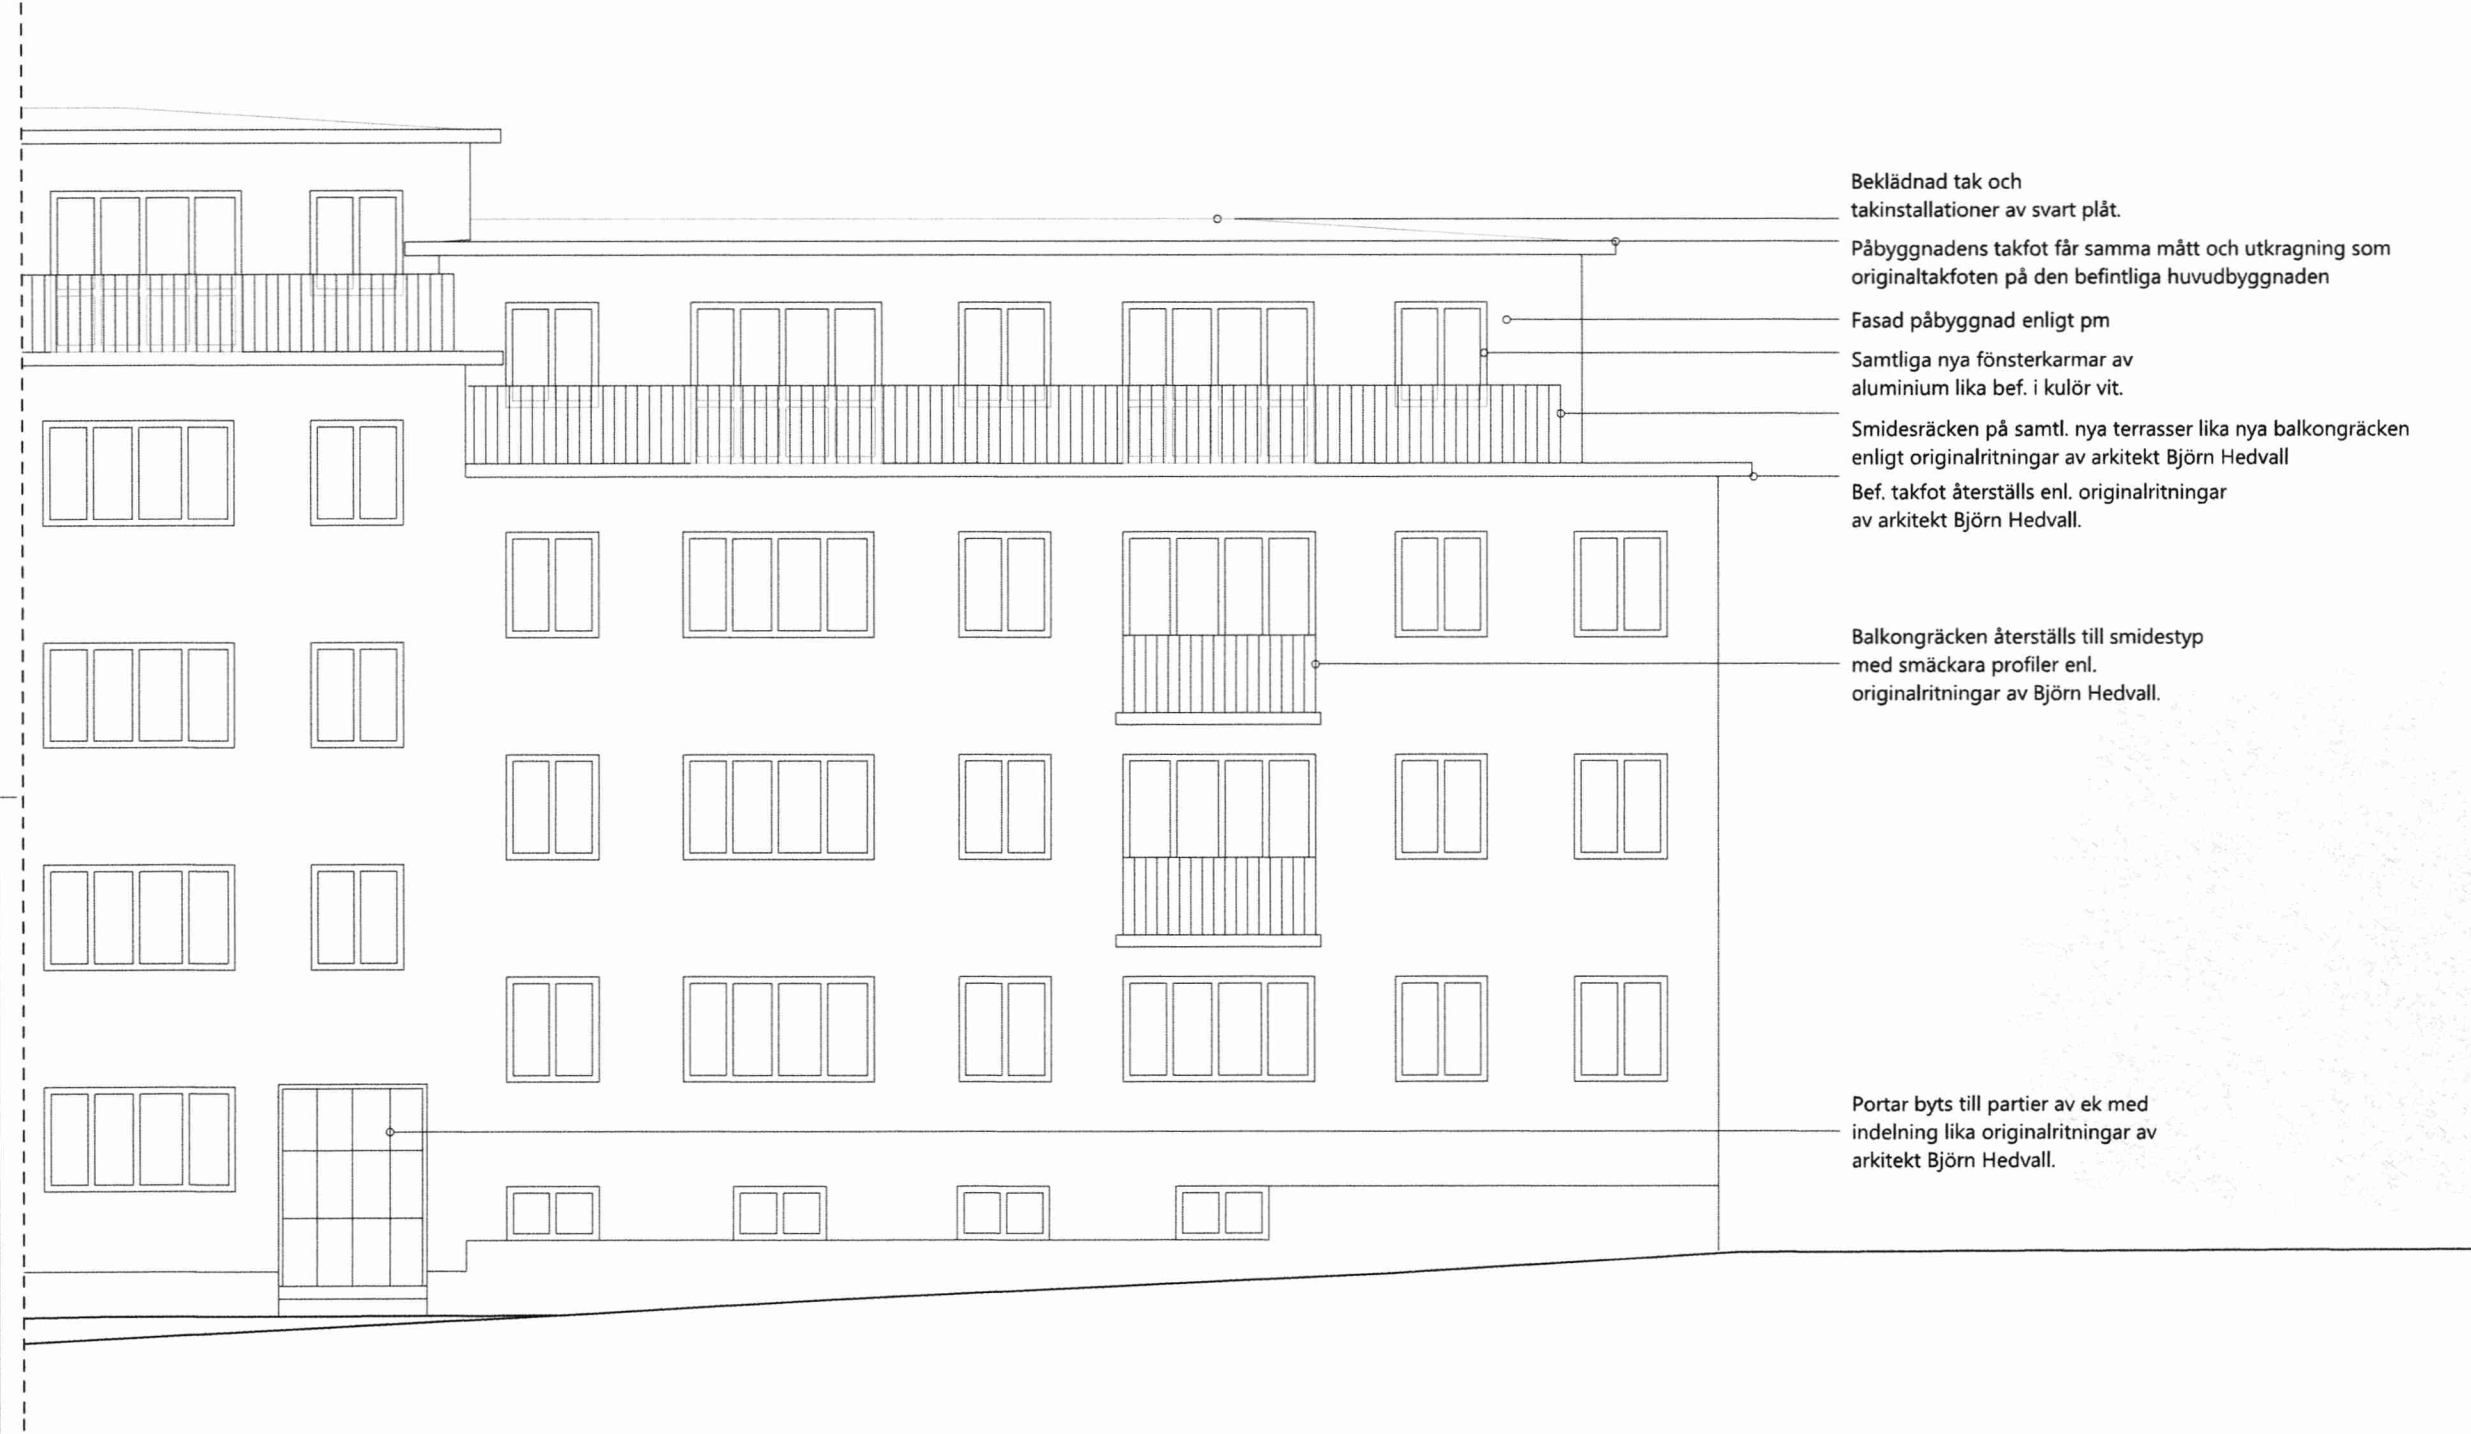 Beklädnad tak och
takinstallationer av svart plåt.
Påbyggnadens takfot får samma mått och utkragning som
originaltakfoten på den befintliga huvudbyggnaden
Fasad påbyggnad enligt pm
Samtliga nya fönsterkarmar av
aluminium lika bef. i kulör vit.
Smidesräcken på samtl. nya terrasser lika nya balkongräcken
enligt originalritningar av arkitekt Björn Hedvall
Bef. takfot återställs enl. originalritningar
av arkitekt Björn Hedvall.
Balkongräcken återställs till smidestyp
med smäckara profiler enl.
originalritningar av Björn Hedvall.
Portar byts till partier av ek med
indelning lika originalritningar av
arkitekt Björn Hedvall.